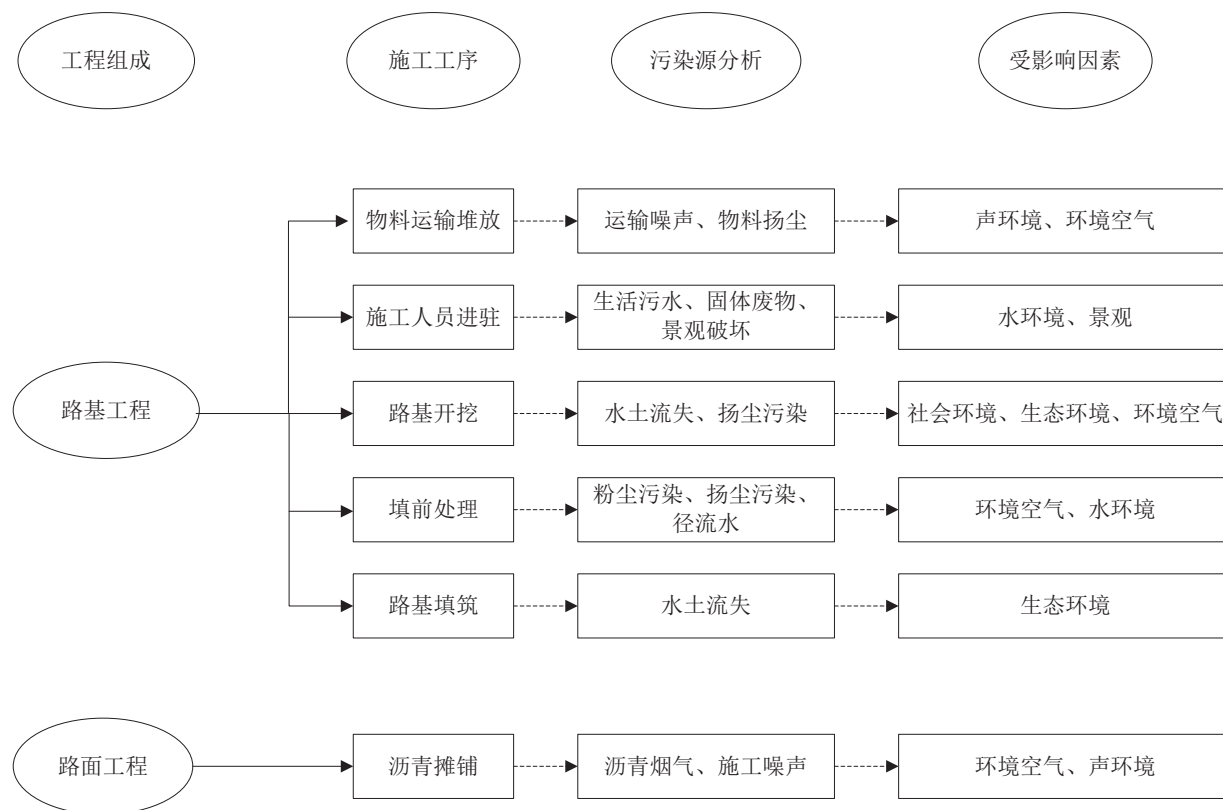 工程组成
施工工序
污染源分析
受影响因素
物料运输堆放
运输噪声、物料扬尘
声环境、环境空气
施工人员进驻
生活污水、固体废物、
景观破坏
水环境、景观
路基工程
路基开挖
水土流失、扬尘污染
社会环境、生态环境、环境空气
填前处理
粉尘污染、扬尘污染、
径流水
环境空气、水环境
路基填筑
水土流失
生态环境
路面工程
沥青摊铺
沥青烟气、施工噪声
环境空气、声环境